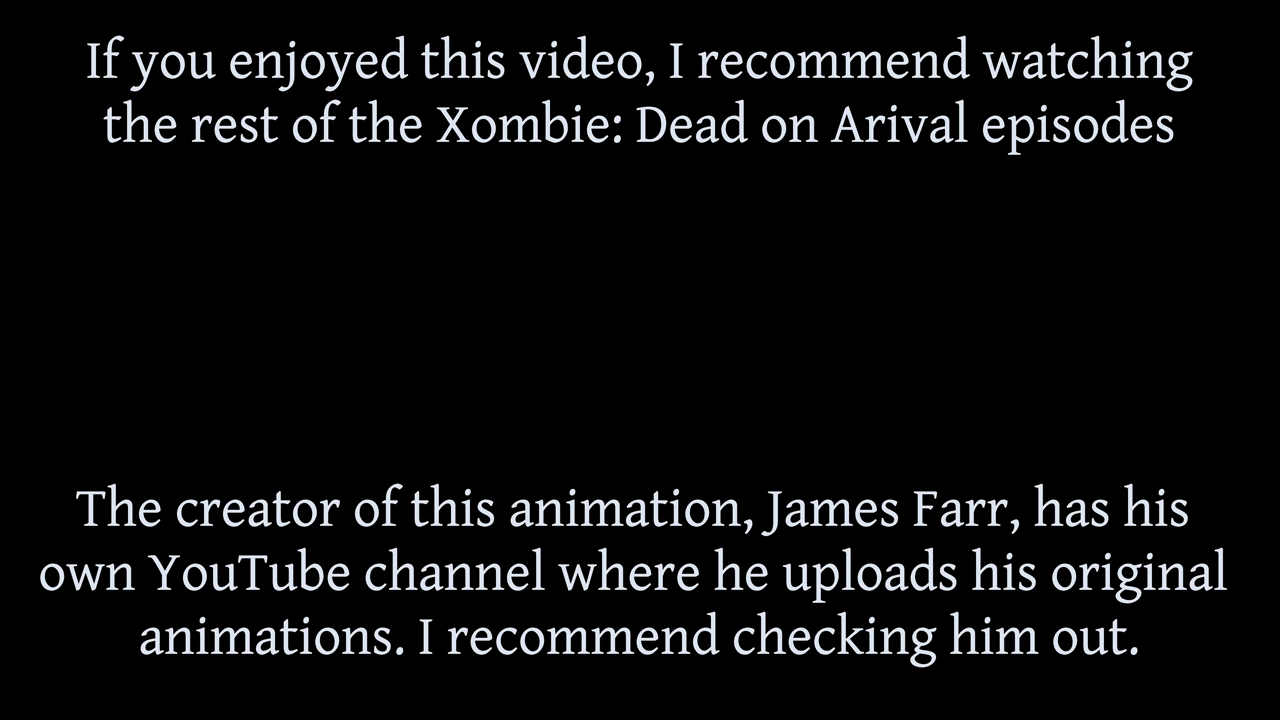 If you enjoyed this video, I recommend watching
the rest of the Xombie: Dead on Arival episodes
The creator of this animation, James Farr, has his
own YouTube channel where he uploads his original
animations. I recommend checking him out.